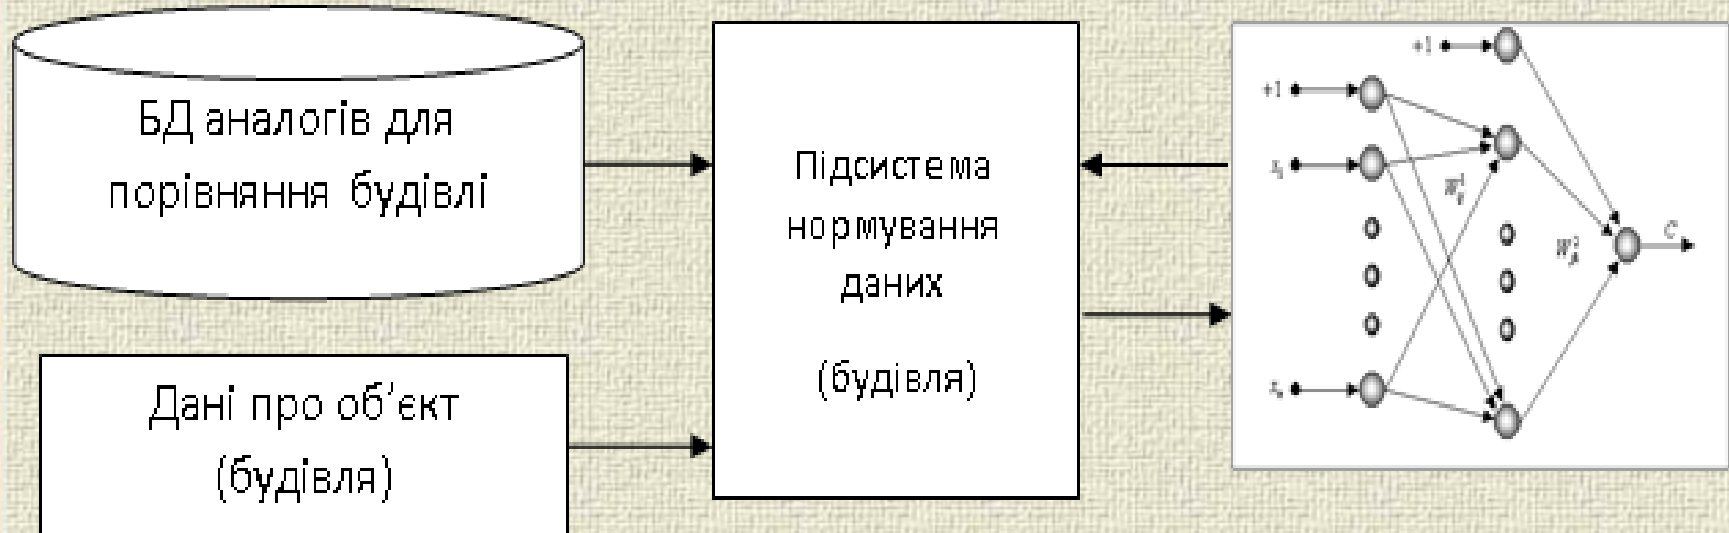 БД аналогів для
порівняння будівлі
Дані про об’єкт
(будівля)
Підсистема
нормування
даних
(будівля)
+1
+1
C